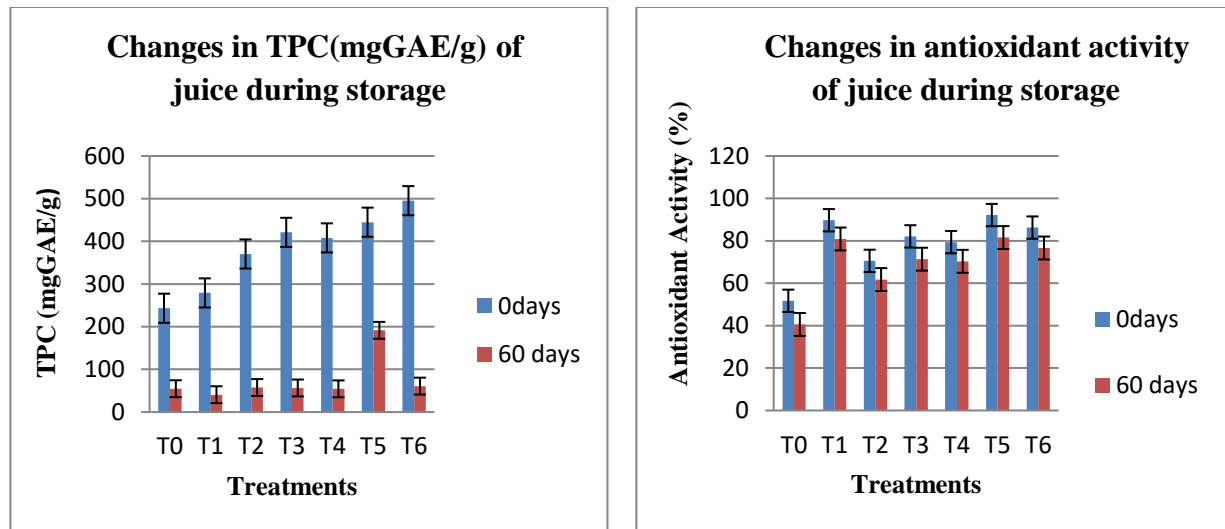 Changes in TPC(mgGAE/g) of
juice during storage
TPC (mgGAE/g)
600
500
400
300
200
100
0
T0 T1 T2 T3 T4 T5 T6
Treatments
0days
60 days
Changes in antioxidant activity
of juice during storage
Antioxidant Activity (%)
120
100
80
60
40
20
0
T0 T1 T2 T3 T4 T5 T6
Treatments
0days
60 days